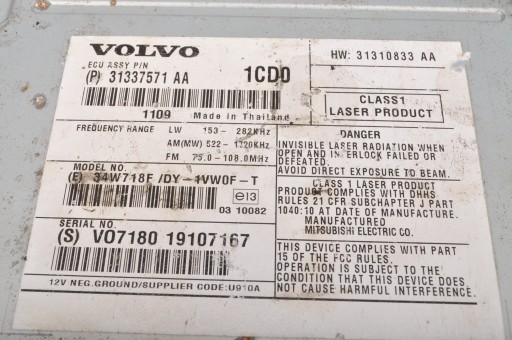 VOLVO
ECU ASSY P/N
(P) 31337571 AA
1CD0
1109 Made in Thailand
FREQUENCY RANGE LW 153- 282KHz
AM(MW) 522- 1720KHz
FM 75.0-108.0MHz
MODEL NO.
(E) 34W718F /DY-1VW0F-T
e13
03 10082
SERIAL NO
(S) VO7180 19107167
12V NEG.GROUND/SUPPLIER CODE:U910A
HW: 31310833 AA
CLASS1
LASER PRODUCT
DANGER
INVISIBLE LASER RADIATION WHEN
OPEN AND INTERLOCK FAILED OR
DEFEATED.
AVOID DIRECT EXPOSURE TO BEAM.
CLASS 1 LASER PRODUCT
PRODUCT COMPLIES WITH DHHS
RULES 21 CFR SUBCHAPTER J PART
1040:10 AT DATE OF MANUFACTURE.
MANUFACTURED
MITSUBISHI ELECTRIC CO.
THIS DEVICE COMPLIES WITH PART
15 OF THE FCC RULES.
OPERATION IS SUBJECT TO THE
CONDITION THAT THIS DEVICE DOES
NOT CAUSE HARMFUL INTERFERENCE.